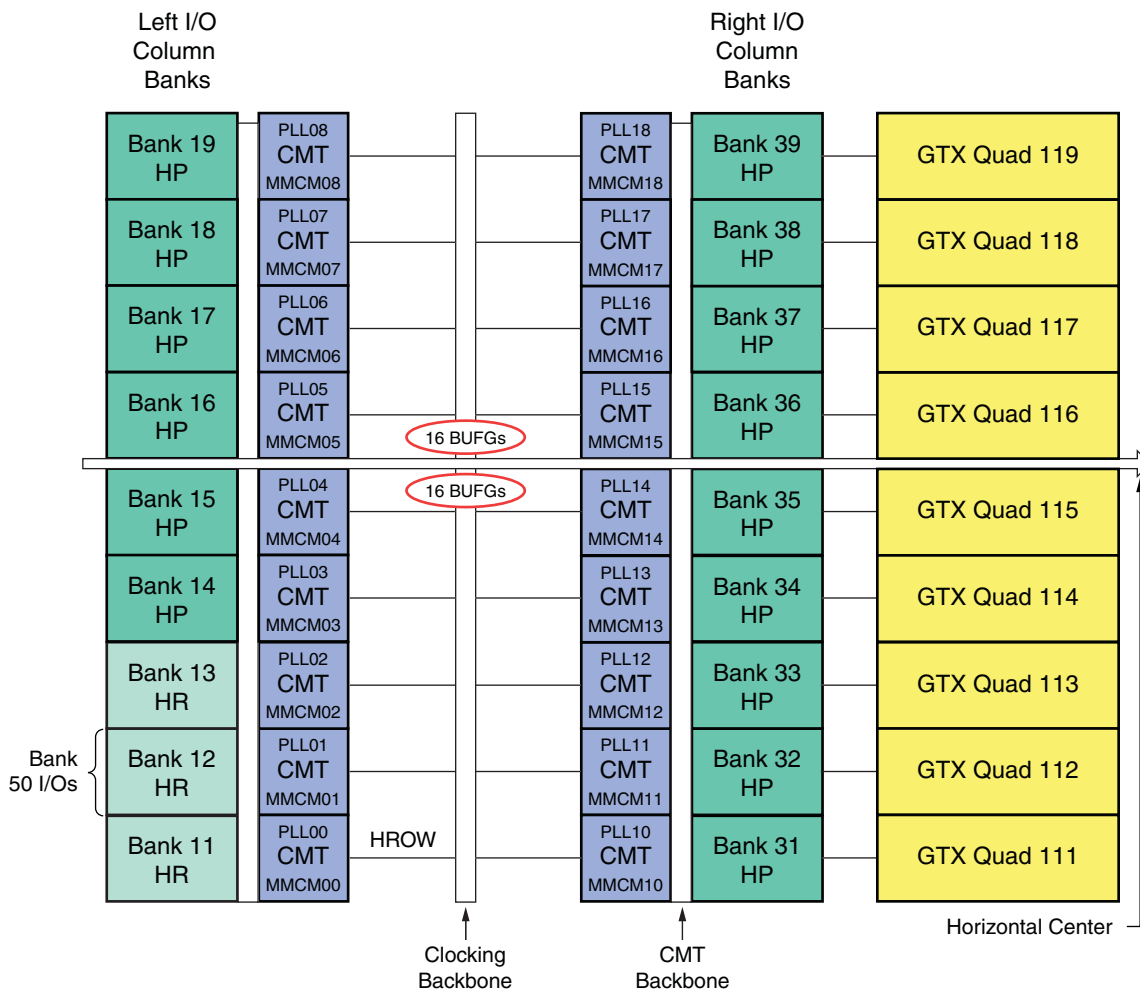 Left I/O
Column
Banks
Right I/O
Column
Banks
Bank 19
HP
PLL08
CMT
MMCM08
PLL18
CMT
MMCM18
Bank 39
HP
GTX Quad 119
Bank 18
HP
PLL07
CMT
MMCM07
PLL17
CMT
MMCM17
Bank 38
HP
GTX Quad 118
Bank 17
HP
PLL06
CMT
MMCM06
PLL16
CMT
MMCM16
Bank 37
HP
GTX Quad 117
Bank 16
HP
PLL05
CMT
MMCM05
16 BUFGs
PLL15
CMT
MMCM15
Bank 36
HP
GTX Quad 116
Bank 15
HP
PLL04
CMT
MMCM04
16 BUFGs
PLL14
CMT
MMCM14
Bank 35
HP
GTX Quad 115
Bank 14
HP
PLL03
CMT
MMCM03
PLL13
CMT
MMCM13
Bank 34
HP
GTX Quad 114
Bank 13
HR
PLL02
CMT
MMCM02
PLL12
CMT
MMCM12
Bank 33
HP
GTX Quad 113
Bank
50 I/Os
Bank 12
HR
PLL01
CMT
MMCM01
PLL11
CMT
MMCM11
Bank 32
HP
GTX Quad 112
Bank 11
HR
PLL00
CMT
MMCM00
HROW
PLL10
CMT
MMCM10
Bank 31
HP
GTX Quad 111
Horizontal Center
Clocking
Backbone
CMT
Backbone